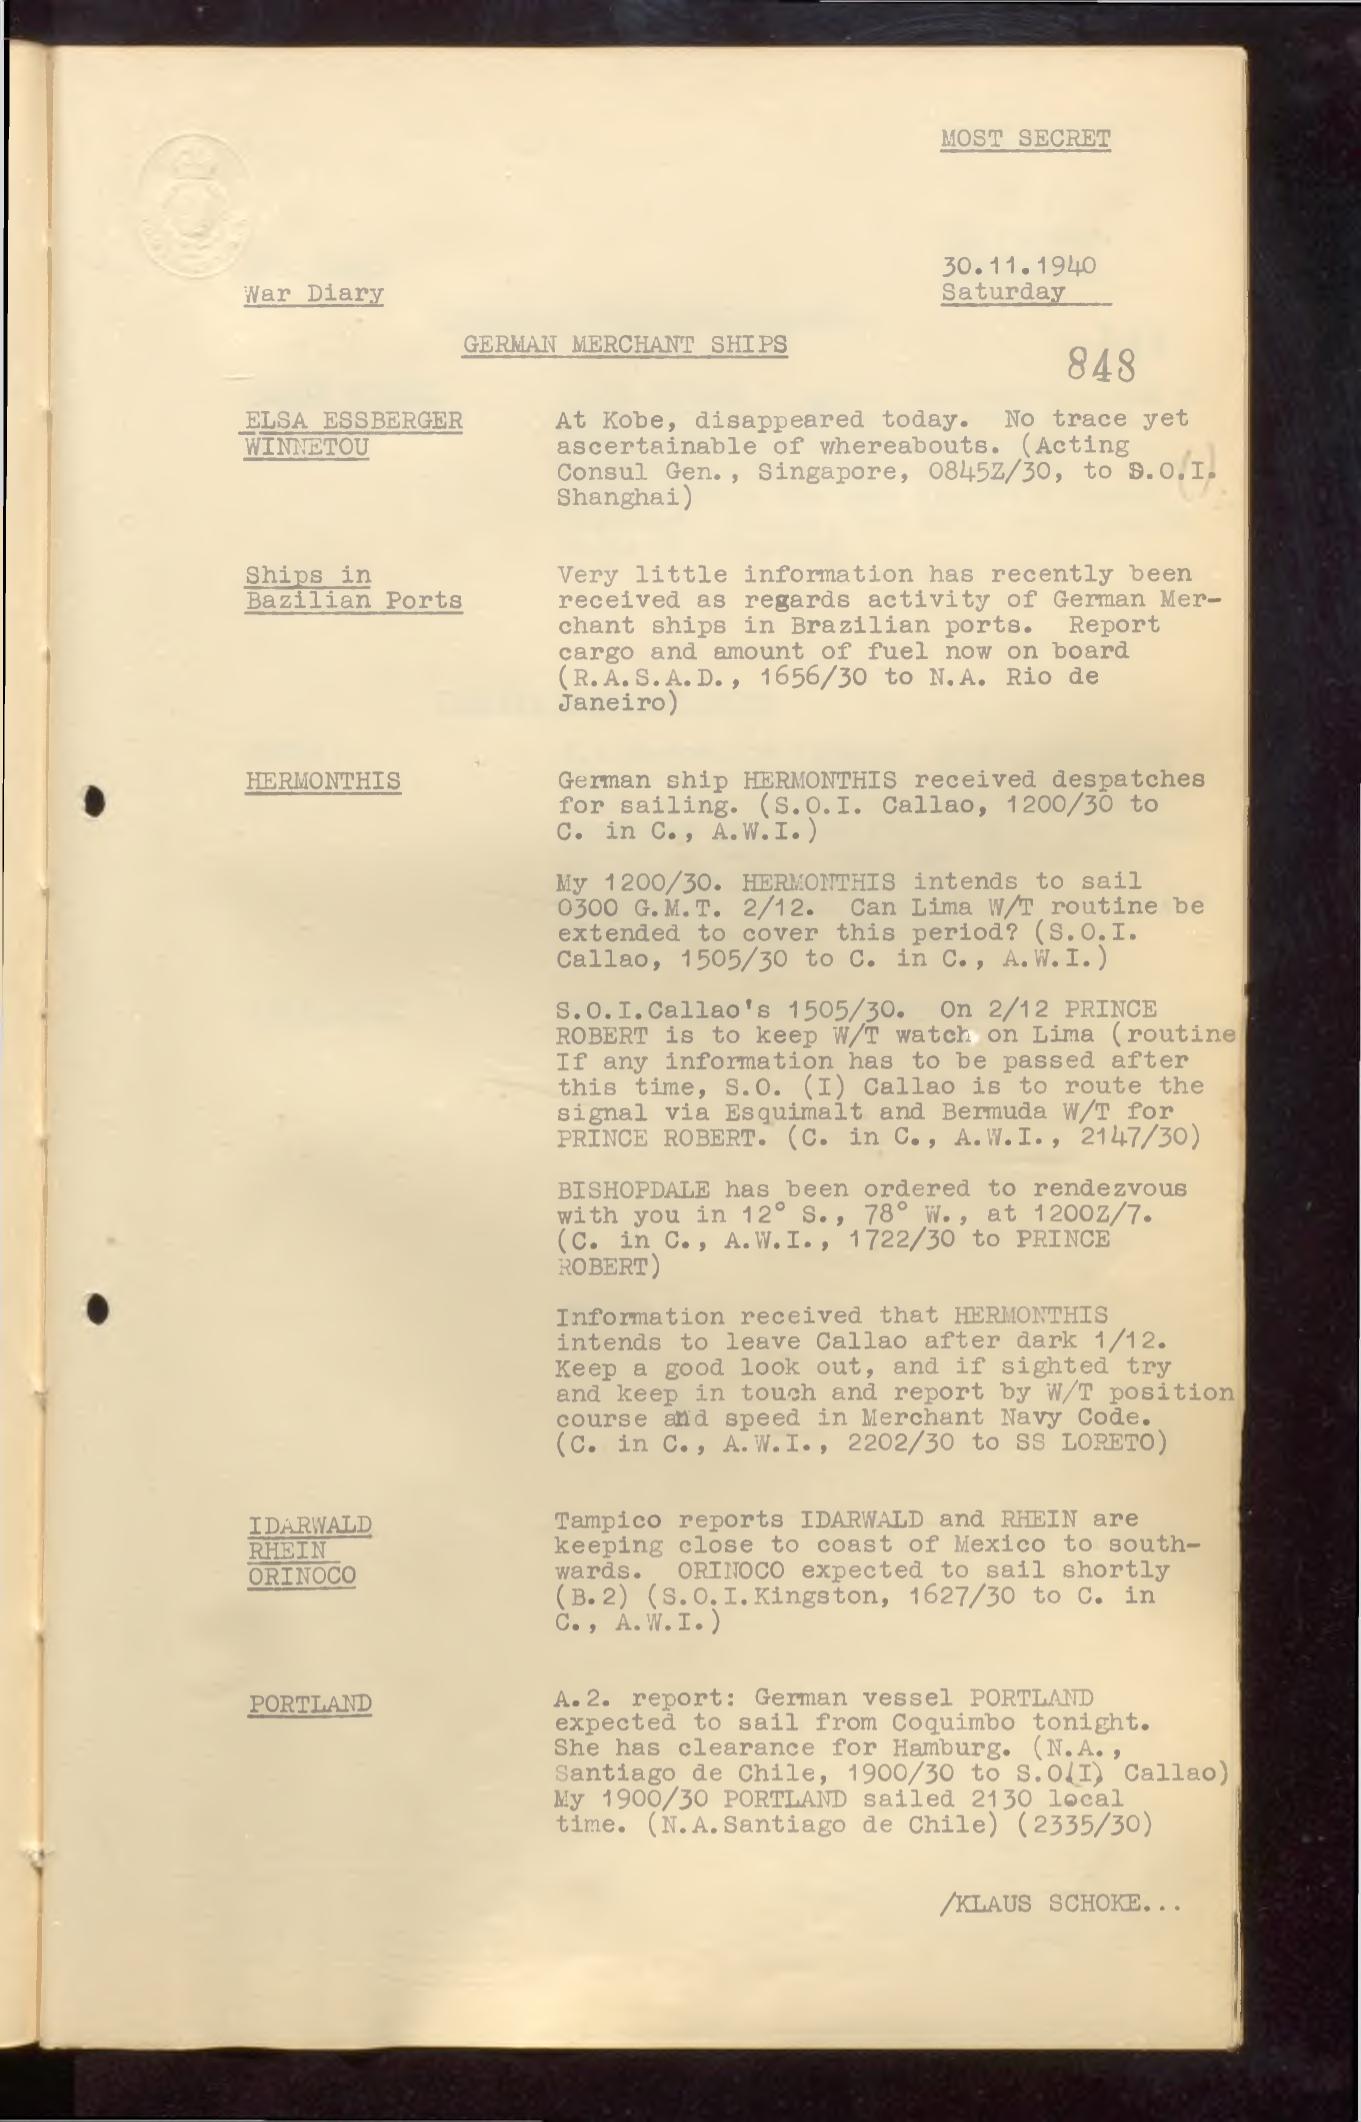 MOST SECRET
30.11.1940
War Diary
Saturday
GERMAN MERCHANT SHIPS
848
ELSA ESSBERGER
WINNETOU
At Kobe, disappeared today. No trace yet
ascertainable of whereabouts. (Acting
Consul Gen., Singapore, 0845Z/30, to S.O.I.
Shanghai)
Ships in
Bazilian Ports
Very little information has recently been
received as regards activity of German Mer-
chant ships in Brazilian ports. Report
cargo and amount of fuel now on board
(R.A.S.A.D., 1656/30 to N.A. Rio de
Janeiro)
HERMONTHIS
German ship HERMONTHIS received despatches
for sailing. (S.O.I. Callao, 1200/30 to
C. in C., A.W.I.)
My 1200/30. HERMONTHIS intends to sail
0300 G.M.T. 2/12. Can Lima W/T routine be
extended to cover this period? (S.O.I.
Callao, 1505/30 to C. in C., A.W.I.)
S.O.I.Callao's 1505/30. On 2/12 PRINCE
ROBERT is to keep W/T watch on Lima (routine
If any information has to be passed after
this time, S.O. (I) Callao is to route the
signal via Esquimalt and Bermuda W/T for
PRINCE ROBERT. (C. in C., A.W.I., 2147/30)
BISHOPDALE has been ordered to rendezvous
with you in 12° S., 78° W., at 1200Z/7.
(C. in C., A.W.I., 1722/30 to PRINCE
ROBERT)
Information received that HERMONTHIS
intends to leave Callao after dark 1/12.
Keep a good look out, and if sighted try
and keep in touch and report by W/T position
course and speed in Merchant Navy Code.
(C. in C., A.W.I., 2202/30 to SS LORETO)
IDARWALD
RHEIN
ORINOCO
Tampico reports IDARWALD and RHEIN are
keeping close to coast of Mexico to south-
wards. ORINOCO expected to sail shortly
(B.2) (S.O.I.Kingston, 1627/30 to C. in
C., A.W.I.)
PORTLAND
A.2. report: German vessel PORTLAND
expected to sail from Coquimbo tonight.
She has clearance for Hamburg. (N.A.,
Santiago de Chile, 1900/30 to S.O(I) Callao)
My 1900/30 PORTLAND sailed 2130 local
time. (N.A.Santiago de Chile) (2335/30)
/KLAUS SCHOKE...